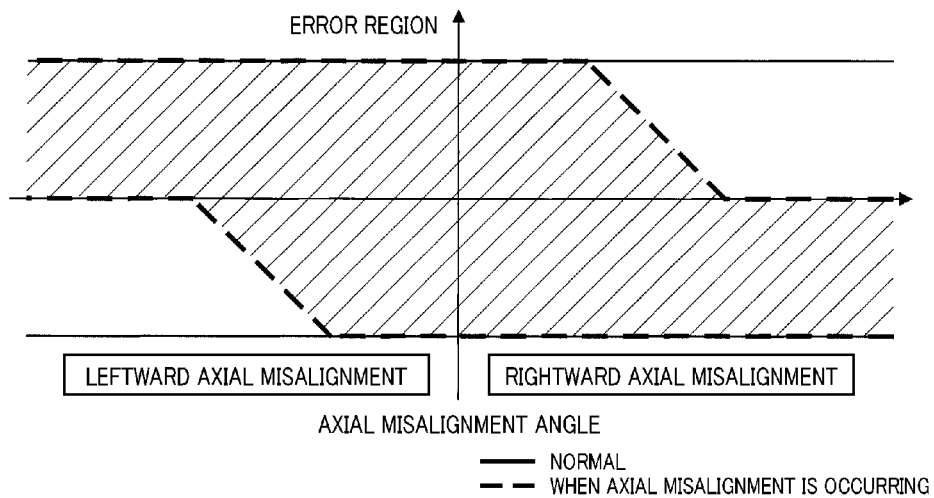 ERROR REGION
LEFTWARD AXIAL MISALIGNMENT
RIGHTWARD AXIAL MISALIGNMENT
AXIAL MISALIGNMENT ANGLE
NORMAL
WHEN AXIAL MISALIGNMENT IS OCCURRING